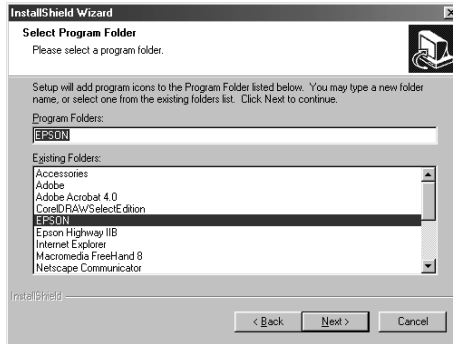 InstallShield Wizard
Select Program Folder
Please select a program folder.
Setup will add program icons to the Program Folder listed below. You may type a new folder
name, or select one from the existing folders list. Click Next to continue.
Program Folders:
EPSON
Existing Folders:
Accessories
Adobe
Adobe Acrobat 4.0
CorelDRAWSelectEdition
EPSON
Epson Highway IIB
Internet Explorer
Macromedia FreeHand 8
Netscape Communicator
InstallShield
< Back Next > Cancel